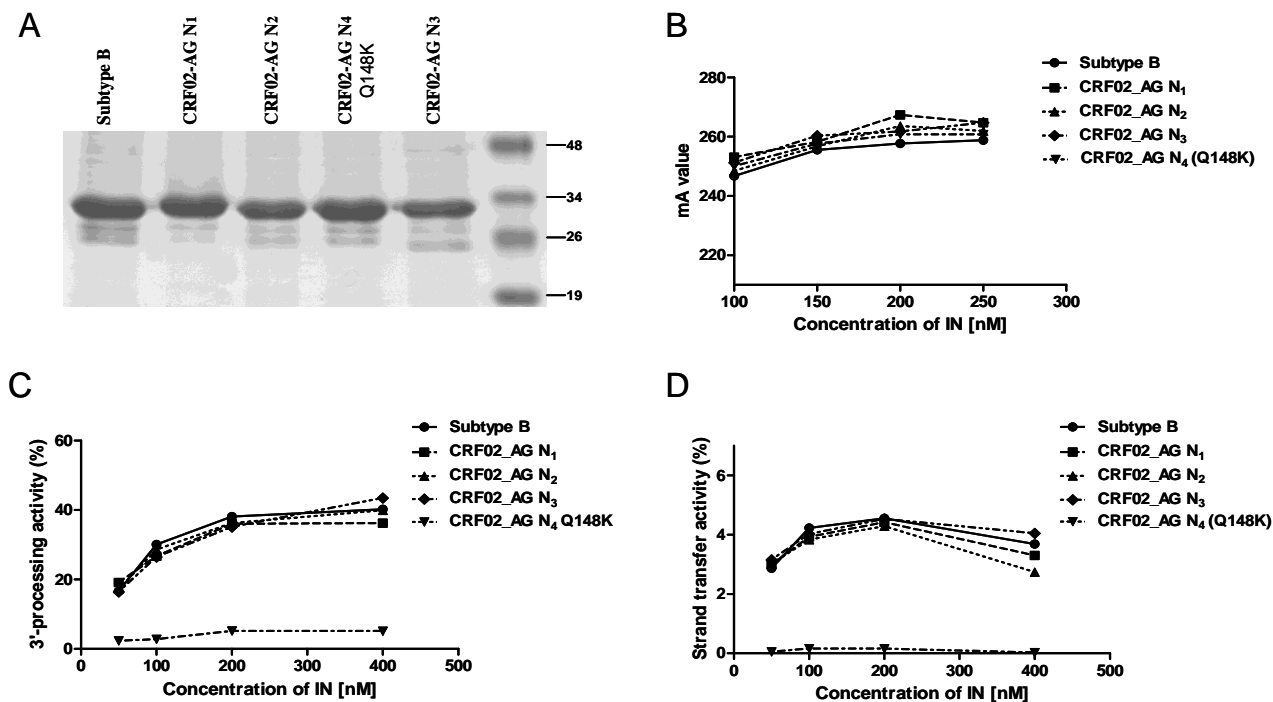 A
Subtype B
CRF02-AG N1
CRF02-AG N2
CRF02-AG N4
Q148K
CRF02-AG N3
48
34
26
19
B
Subtype B
CRF02_AG N1
CRF02_AG N2
CRF02_AG N3
CRF02_AG N4 (Q148K)
280
260
240
220
mA value
100 150 200 250 300
Concentration of IN [nM]
C
Subtype B
CRF02_AG N1
CRF02_AG N2
CRF02_AG N3
CRF02_AG N4 Q148K
60
40
20
0
3'-processing activity (%)
0 100 200 300 400 500
Concentration of IN [nM]
D
Subtype B
CRF02_AG N1
CRF02_AG N2
CRF02_AG N3
CRF02_AG N4 (Q148K)
6
4
2
0
Strand transfer activity (%)
0 100 200 300 400 500
Concentration of IN [nM]